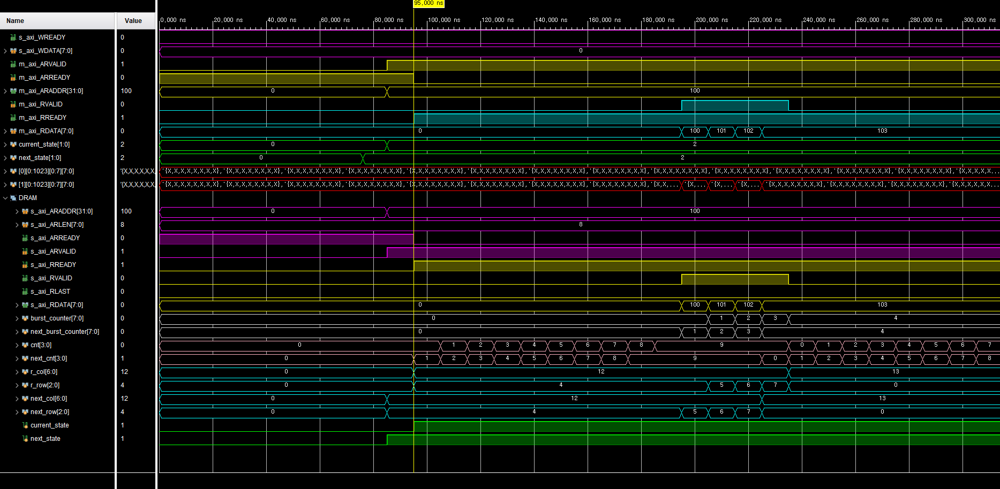 95,000 ns
Name Value 0,000 ns 20,000 ns 40,000 ns 60,000 ns 80,000 ns 100,000 ns 120,000 ns 140,000 ns 160,000 ns 180,000 ns 200,000 ns 220,000 ns 240,000 ns 260,000 ns 280,000 ns 300,000 ns
s_axi_WREADY 0
s_axi_WDATA[7:0] 0 0
m_axi_ARVALID 1
m_axi_ARREADY 0
m_axi_ARADDR[31:0] 100 0 100
m_axi_RVALID 0
m_axi_RREADY 1
m_axi_RDATA[7:0] 0 0 100 101 102 103
current_state[1:0] 2 0 2
next_state[1:0] 2 0 2
[0][0:1023][0:7][7:0] '{X,X,X,X,X,X, '{X,X,X,X,X,X,X,X},'{X,X,X,X,X,X,X,X},'{X,X,X,X,X,X,X,X},'{X,X,X,X,X,X,X,X},'{X,X,X,X,X,X,X,X},'{X,X,X,X,X,X,X,X},'{X,X,X,X,X,X,X,X},'{X,X,X,X,X,X,X,X},'{X,X,X,X,X,X,X,X},'{X,X,X,X,X,X,X,X},'{X,X,X,X,X,X,X,X},'{X,X,X,X,X,X,X,X},'{X,X,X,X,X,X,X,X},'{X,X,X,X,X...
[1][0:1023][0:7][7:0] '{X,X,X,X,X,X, '{X,X,X,X,X,X,X,X},'{X,X,X,X,X,X,X,X},'{X,X,X,X,X,X,X,X},'{X,X,X,X,X,X,X,X},'{X,X,X,X,X,X,X,X},'{X,X,X,X,X,X,X,X},'{X,X,X,X,X,X,X,X},'{X,X,X,X,X,X,X,X},'{X,X,... '{X... '{X,... '{X... '{X,X,X,X,X,X,X,X},'{X,X,X,X,X,X,X,X},'{X,X,X,X,X,X,X,X},'{X,X,X,X,X...
DRAM
s_axi_ARADDR[31:0] 100 0 100
s_axi_ARLEN[7:0] 8 8
s_axi_ARREADY 0
s_axi_ARVALID 1
s_axi_RREADY 1
s_axi_RVALID 0
s_axi_RLAST 0
s_axi_RDATA[7:0] 0 0 100 101 102 103
burst_counter[7:0] 0 0 1 2 3 4
next_burst_counter[7:0] 0 0 1 2 3 4
cnt[3:0] 0 0 1 2 3 4 5 6 7 8 9 0 1 2 3 4 5 6 7
next_cnt[3:0] 1 0 1 2 3 4 5 6 7 8 9 0 1 2 3 4 5 6 7 8
r_col[6:0] 12 0 12 13
r_row[2:0] 4 0 4 5 6 7 0
next_col[6:0] 12 0 12 13
next_row[2:0] 4 0 4 5 6 7 0
current_state 1
next_state 1